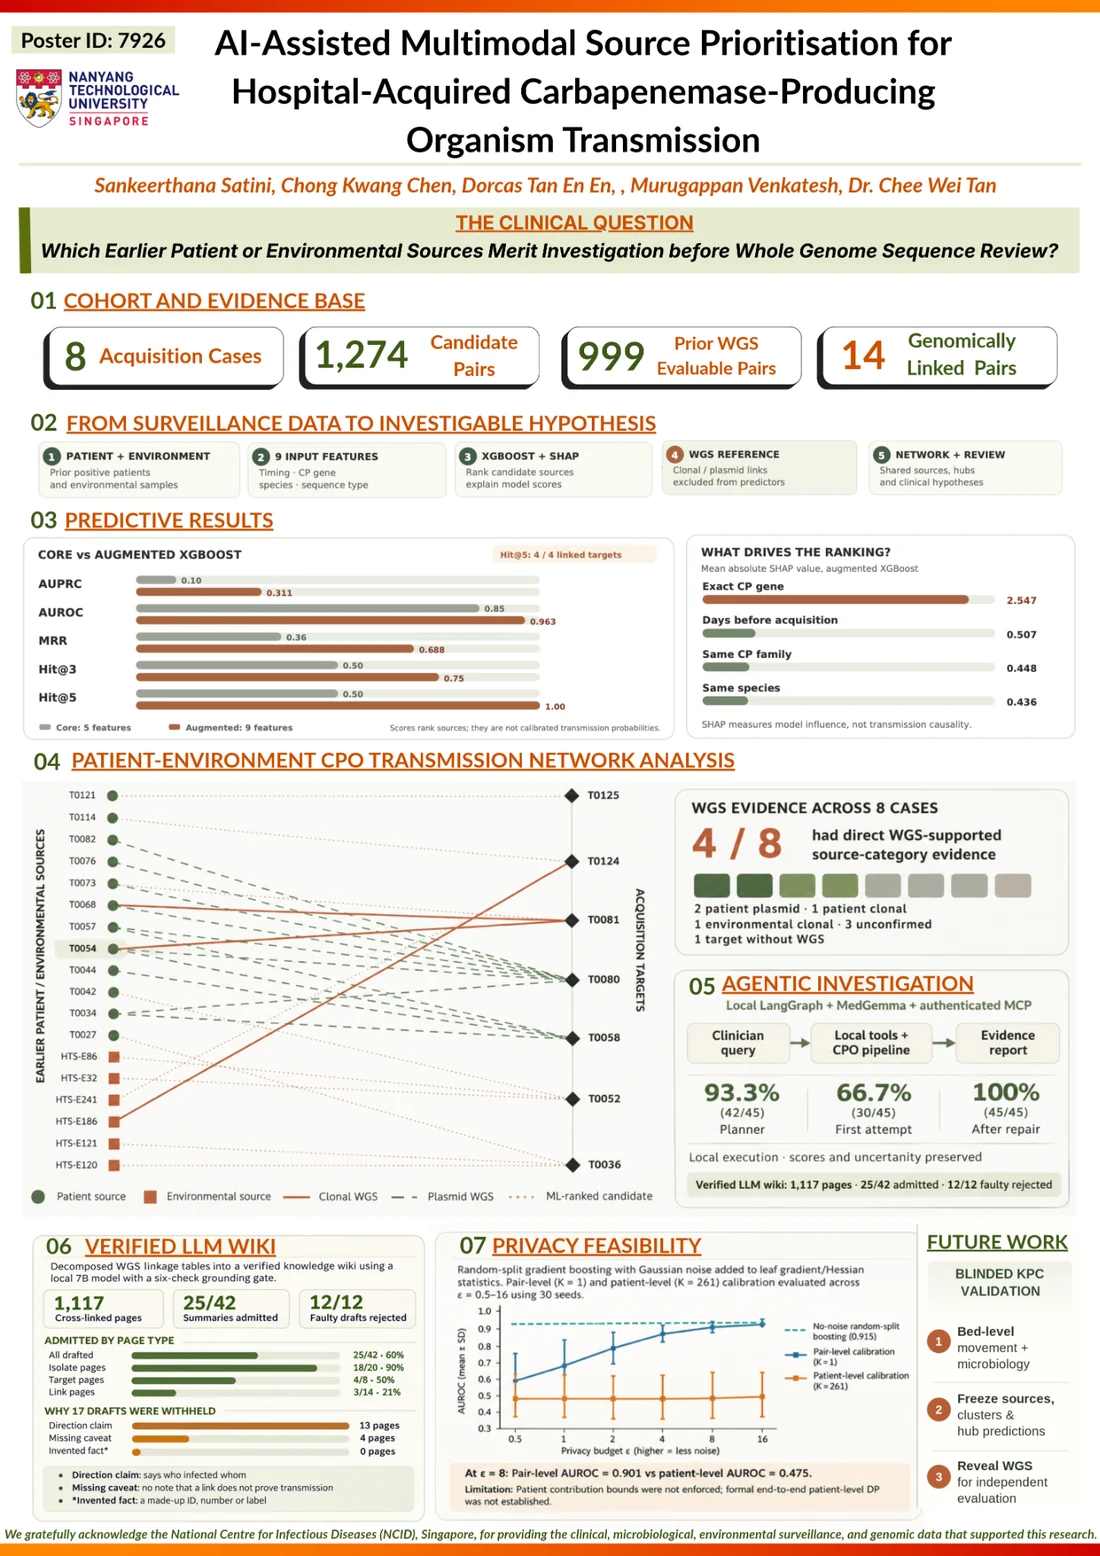 Poster ID: 7926
NANYANG
TECHNOLOGICAL
UNIVERSITY
SINGAPORE
AI-Assisted Multimodal Source Prioritisation for
Hospital-Acquired Carbapenemase-Producing
Organism Transmission
Sankeerthana Satini, Chong Kwang Chen, Dorcas Tan En En, , Murugappan Venkatesh, Dr. Chee Wei Tan
THE CLINICAL QUESTION
Which Earlier Patient or Environmental Sources Merit Investigation before Whole Genome Sequence Review?
01 COHORT AND EVIDENCE BASE
8 Acquisition Cases
1,274 Candidate Pairs
999 Prior WGS Evaluable Pairs
14 Genomically Linked Pairs
02 FROM SURVEILLANCE DATA TO INVESTIGABLE HYPOTHESIS
1 PATIENT + ENVIRONMENT
Prior positive patients
and environmental samples
2 9 INPUT FEATURES
Timing · CP gene
species · sequence type
3 XGBOOST + SHAP
Rank candidate sources
explain model scores
4 WGS REFERENCE
Clonal / plasmid links
excluded from predictors
5 NETWORK + REVIEW
Shared sources, hubs
and clinical hypotheses
03 PREDICTIVE RESULTS
CORE vs AUGMENTED XGBOOST
Hit@5: 4 / 4 linked targets
AUPRC 0.10
0.311
AUROC 0.85
0.963
MRR 0.36
0.688
Hit@3 0.50
0.75
Hit@5 0.50
1.00
Core: 5 features
Augmented: 9 features
Scores rank sources; they are not calibrated transmission probabilities.
WHAT DRIVES THE RANKING?
Mean absolute SHAP value, augmented XGBoost
Exact CP gene
2.547
Days before acquisition
0.507
Same CP family
0.448
Same species
0.436
SHAP measures model influence, not transmission causality.
04 PATIENT-ENVIRONMENT CPO TRANSMISSION NETWORK ANALYSIS
EARLIER PATIENT / ENVIRONMENTAL SOURCES
T0121
T0114
T0082
T0076
T0073
T0068
T0057
T0054
T0044
T0042
T0034
T0027
HTS-E86
HTS-E32
HTS-E241
HTS-E186
HTS-E121
HTS-E120
T0125
T0124
T0081
T0080
T0058
T0052
T0036
ACQUISITION TARGETS
Patient source
Environmental source
Clonal WGS
Plasmid WGS
ML-ranked candidate
WGS EVIDENCE ACROSS 8 CASES
4 / 8 had direct WGS-supported
source-category evidence
2 patient plasmid · 1 patient clonal
1 environmental clonal · 3 unconfirmed
1 target without WGS
05 AGENTIC INVESTIGATION
Local LangGraph + MedGemma + authenticated MCP
Clinician query
Local tools + CPO pipeline
Evidence report
93.3%
(42/45)
Planner
66.7%
(30/45)
First attempt
100%
(45/45)
After repair
Local execution · scores and uncertanity preserved
Verified LLM wiki: 1,117 pages · 25/42 admitted · 12/12 faulty rejected
06 VERIFIED LLM WIKI
Decomposed WGS linkage tables into a verified knowledge wiki using a
local 7B model with a six-check grounding gate.
1,117
Cross-linked pages
25/42
Summaries admitted
12/12
Faulty drafts rejected
ADMITTED BY PAGE TYPE
All drafted 25/42 · 60%
Isolate pages 18/20 · 90%
Target pages 4/8 · 50%
Link pages 3/14 · 21%
WHY 17 DRAFTS WERE WITHHELD
Direction claim 13 pages
Missing caveat 4 pages
Invented fact* 0 pages
• Direction claim: says who infected whom
• Missing caveat: no note that a link does not prove transmission
• *Invented fact: a made-up ID, number or label
07 PRIVACY FEASIBILITY
Random-split gradient boosting with Gaussian noise added to leaf gradient/Hessian
statistics. Pair-level (K = 1) and patient-level (K = 261) calibration evaluated across
ε = 0.5–16 using 30 seeds.
AUROC (mean ± SD)
1.0
0.9
0.8
0.7
0.6
0.5
0.4
0.3
0.5 1 2 4 8 16
Privacy budget ε (higher = less noise)
No-noise random-split
boosting (0.915)
Pair-level calibration
(K=1)
Patient-level calibration
(K=261)
At ε = 8: Pair-level AUROC = 0.901 vs patient-level AUROC = 0.475.
Limitation: Patient contribution bounds were not enforced; formal end-to-end patient-level DP
was not established.
FUTURE WORK
BLINDED KPC
VALIDATION
1 Bed-level
movement +
microbiology
2 Freeze sources,
clusters &
hub predictions
3 Reveal WGS
for independent
evaluation
We gratefully acknowledge the National Centre for Infectious Diseases (NCID), Singapore, for providing the clinical, microbiological, environmental surveillance, and genomic data that supported this research.